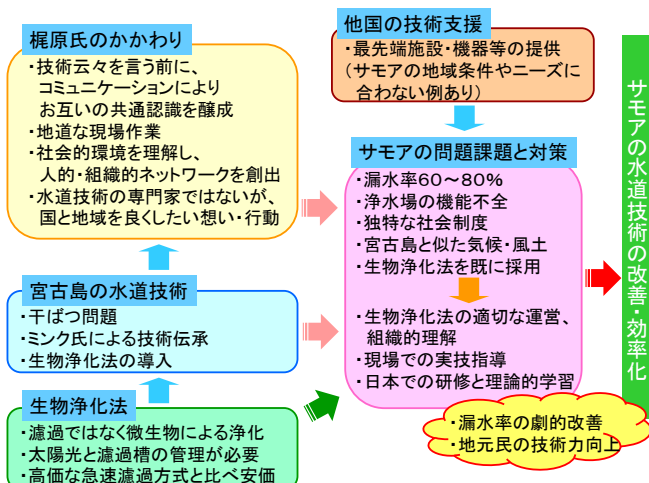 梶原氏のかかわり
・技術云々を言う前に、
コミュニケーションにより
お互いの共通認識を醸成
・地道な現場作業
・社会的環境を理解し、
人的・組織的ネットワークを創出
・水道技術の専門家ではないが、
国と地域を良くしたい想い・行動
宮古島の水道技術
・干ばつ問題
・ミンク氏による技術伝承
・生物浄化法の導入
生物浄化法
・濾過ではなく微生物による浄化
・太陽光と濾過槽の管理が必要
・高価な急速濾過方式と比べ安価
他国の技術支援
・最先端施設・機器等の提供
(サモアの地域条件やニーズに
合わない例あり)
サモアの問題課題と対策
・漏水率60~80%
・浄水場の機能不全
・独特な社会制度
・宮古島と似た気候・風土
・生物浄化法を既に採用
・生物浄化法の適切な運営、
組織的理解
・現場での実技指導
・日本での研修と理論的学習
・漏水率の劇的改善
・地元民の技術力向上
サモアの水道技術の改善・効率化